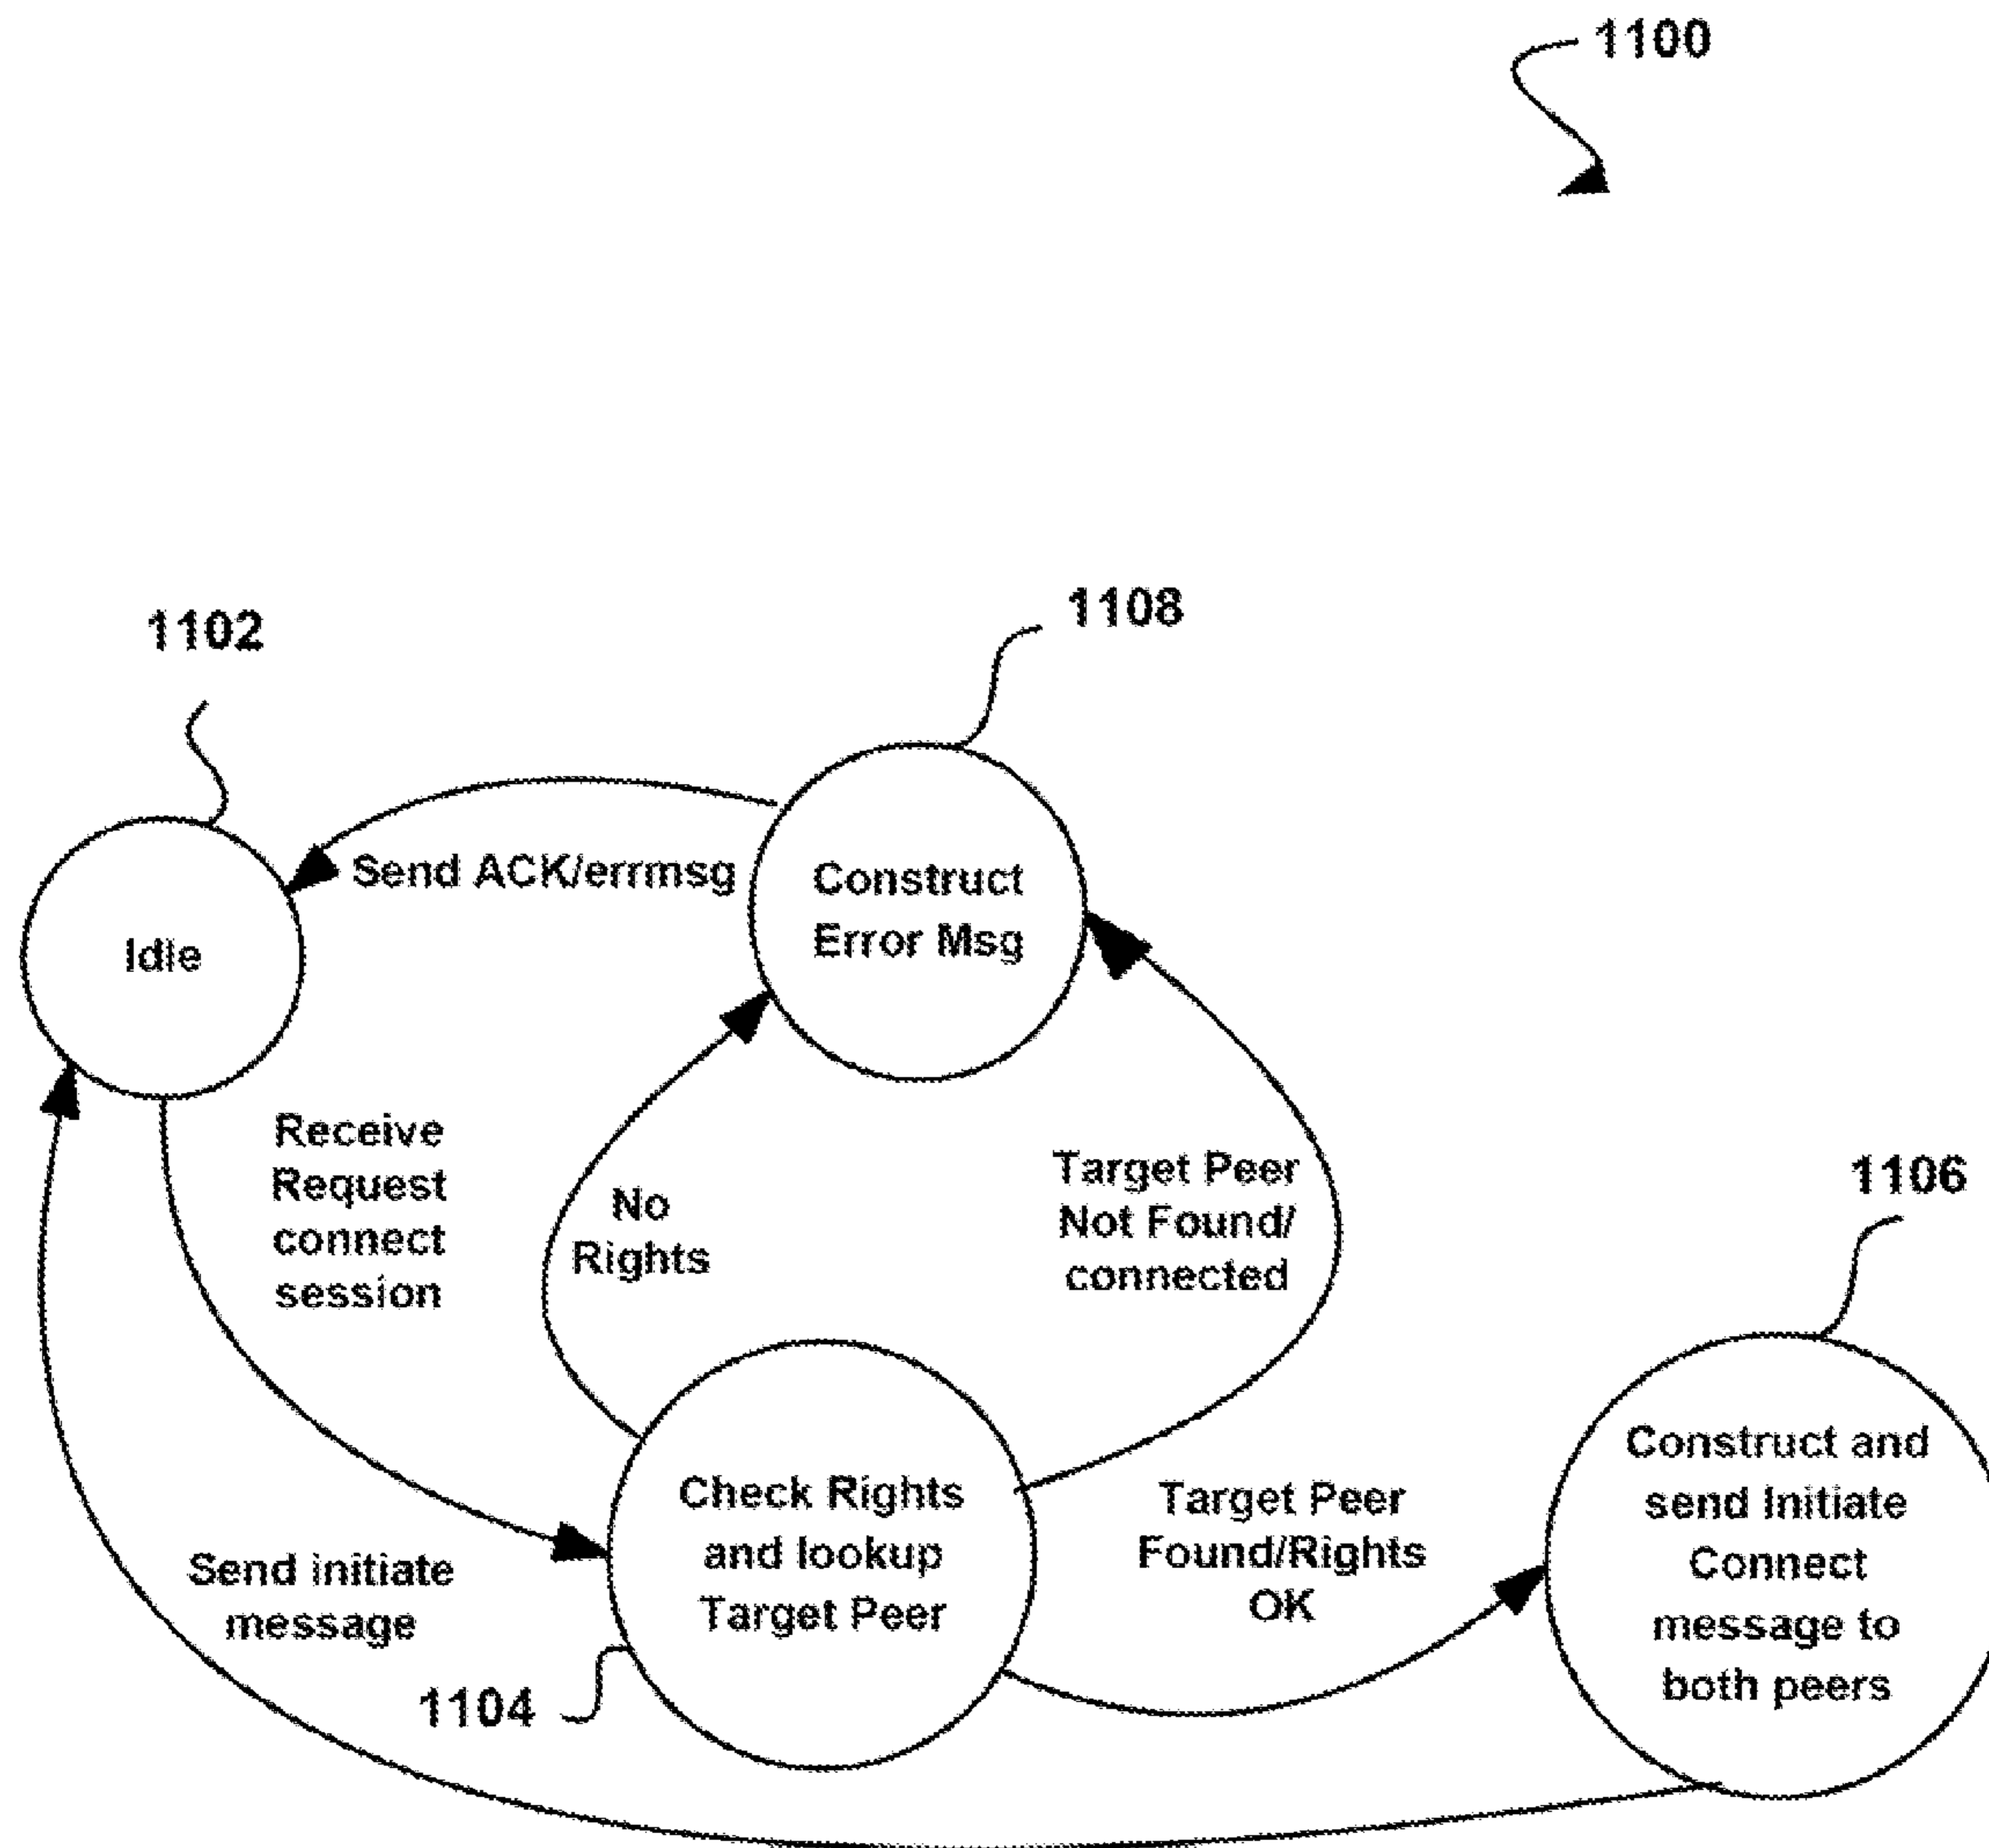 1100
1102
1108
Send ACK/errmsg
Construct
Error Msg
Idle
Receive
Request
connect
session
No
Rights
Target Peer
Not Found/
connected
1106
Check Rights
and lookup
Target Peer
Target Peer
Found/Rights
OK
Construct and
send Initiate
Connect
message to
both peers
Send initiate
message
1104